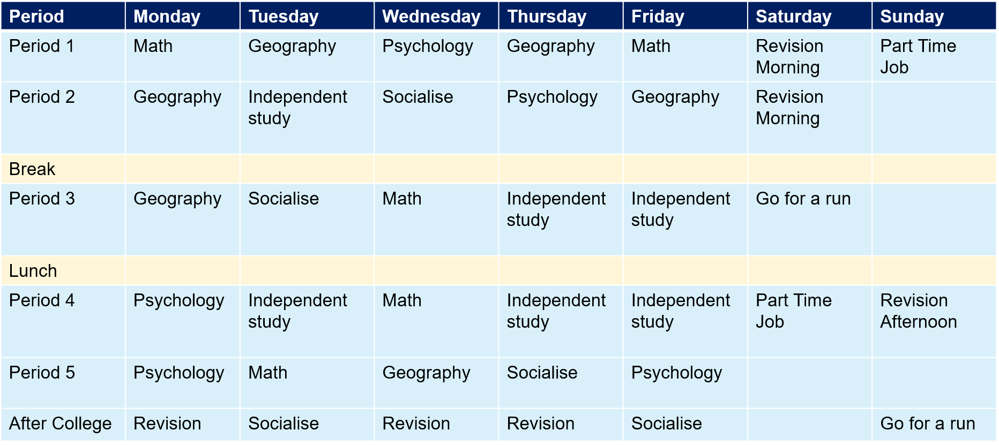 Period Monday Tuesday Wednesday Thursday Friday Saturday Sunday
Period 1 Math Geography Psychology Geography Math Revision Part Time
Morning Job
Period 2 Geography Independent Socialise Psychology Geography Revision
study Morning
Break
Period 3 Geography Socialise Math Independent Independent Go for a run
study study
Lunch
Period 4 Psychology Independent Math Independent Independent Part Time Revision
study study study Job Afternoon
Period 5 Psychology Math Geography Socialise Psychology
After College Revision Socialise Revision Revision Socialise Go for a run